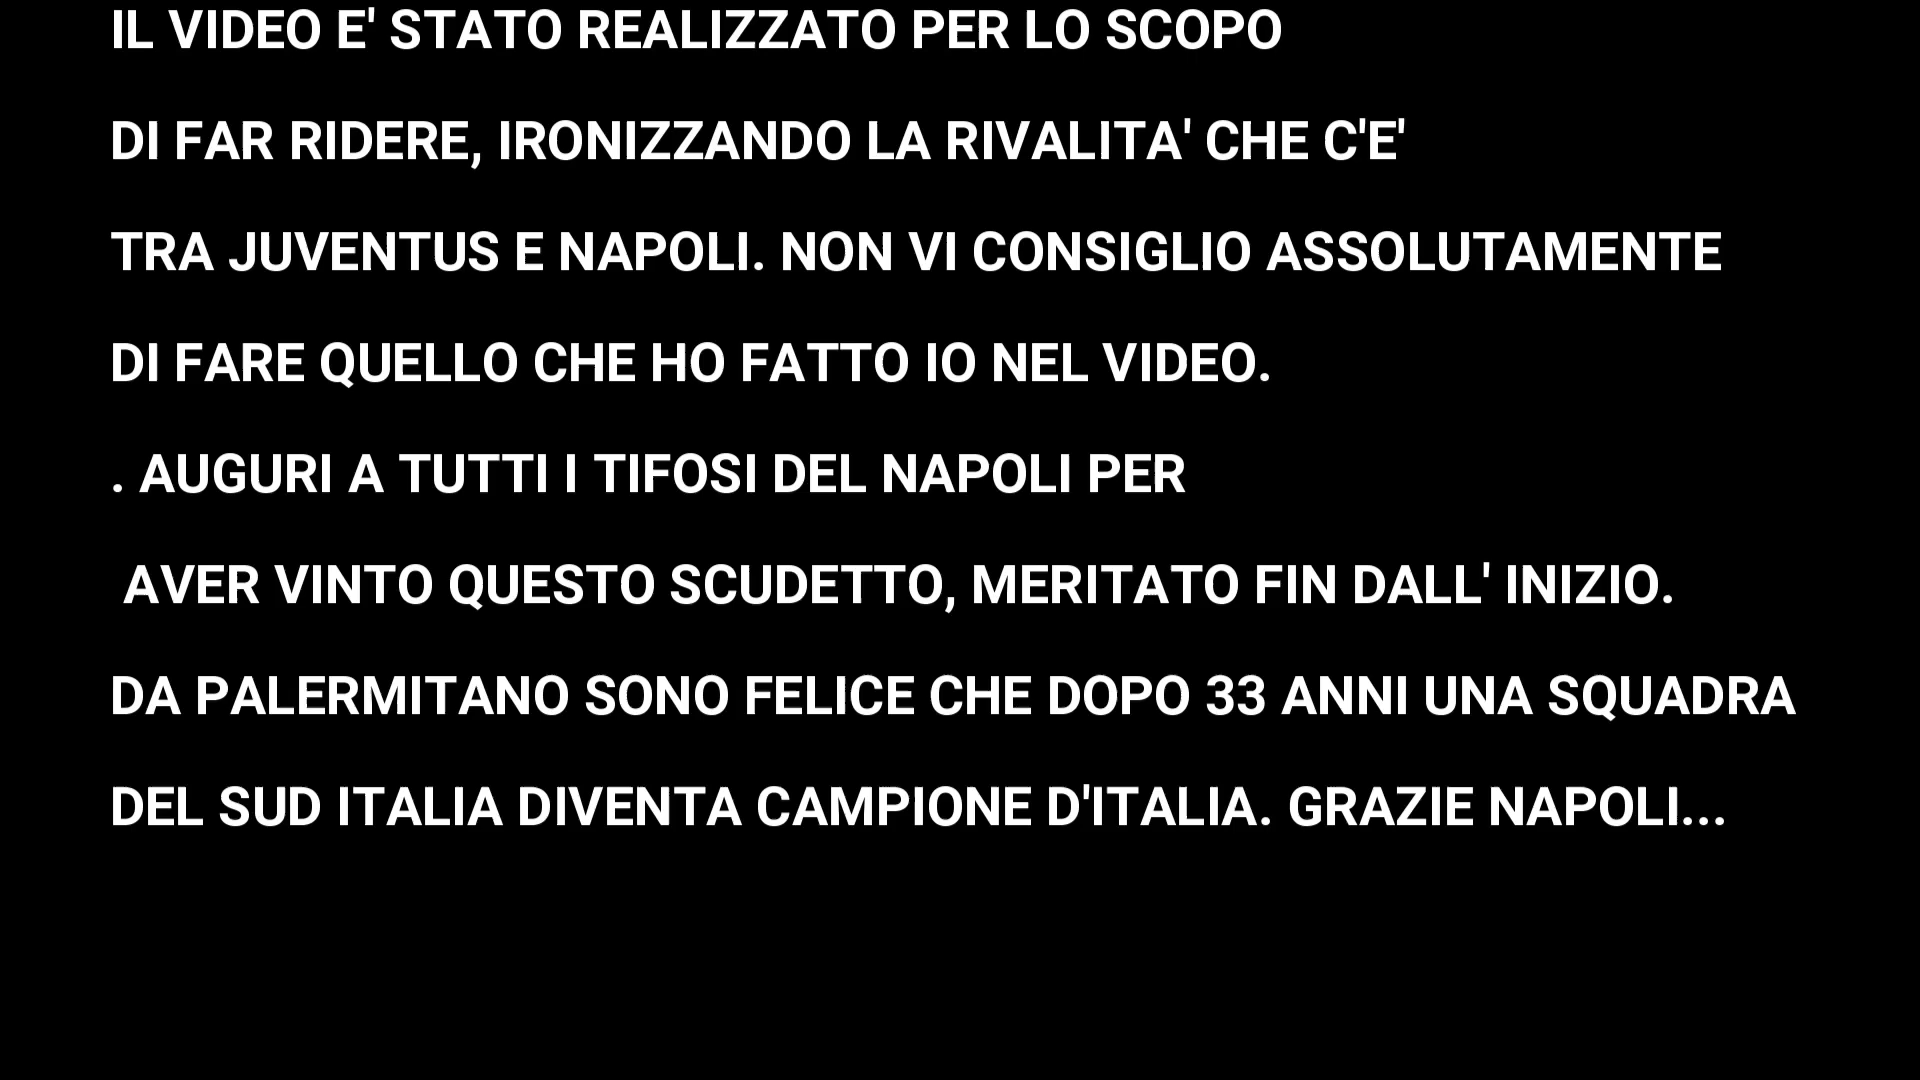 IL VIDEO E' STATO REALIZZATO PER LO SCOPO
DI FAR RIDERE, IRONIZZANDO LA RIVALITA' CHE C'E'
TRA JUVENTUS E NAPOLI. NON VI CONSIGLIO ASSOLUTAMENTE
DI FARE QUELLO CHE HO FATTO IO NEL VIDEO.
. AUGURI A TUTTI I TIFOSI DEL NAPOLI PER
AVER VINTO QUESTO SCUDETTO, MERITATO FIN DALL' INIZIO.
DA PALERMITANO SONO FELICE CHE DOPO 33 ANNI UNA SQUADRA
DEL SUD ITALIA DIVENTA CAMPIONE D'ITALIA. GRAZIE NAPOLI...